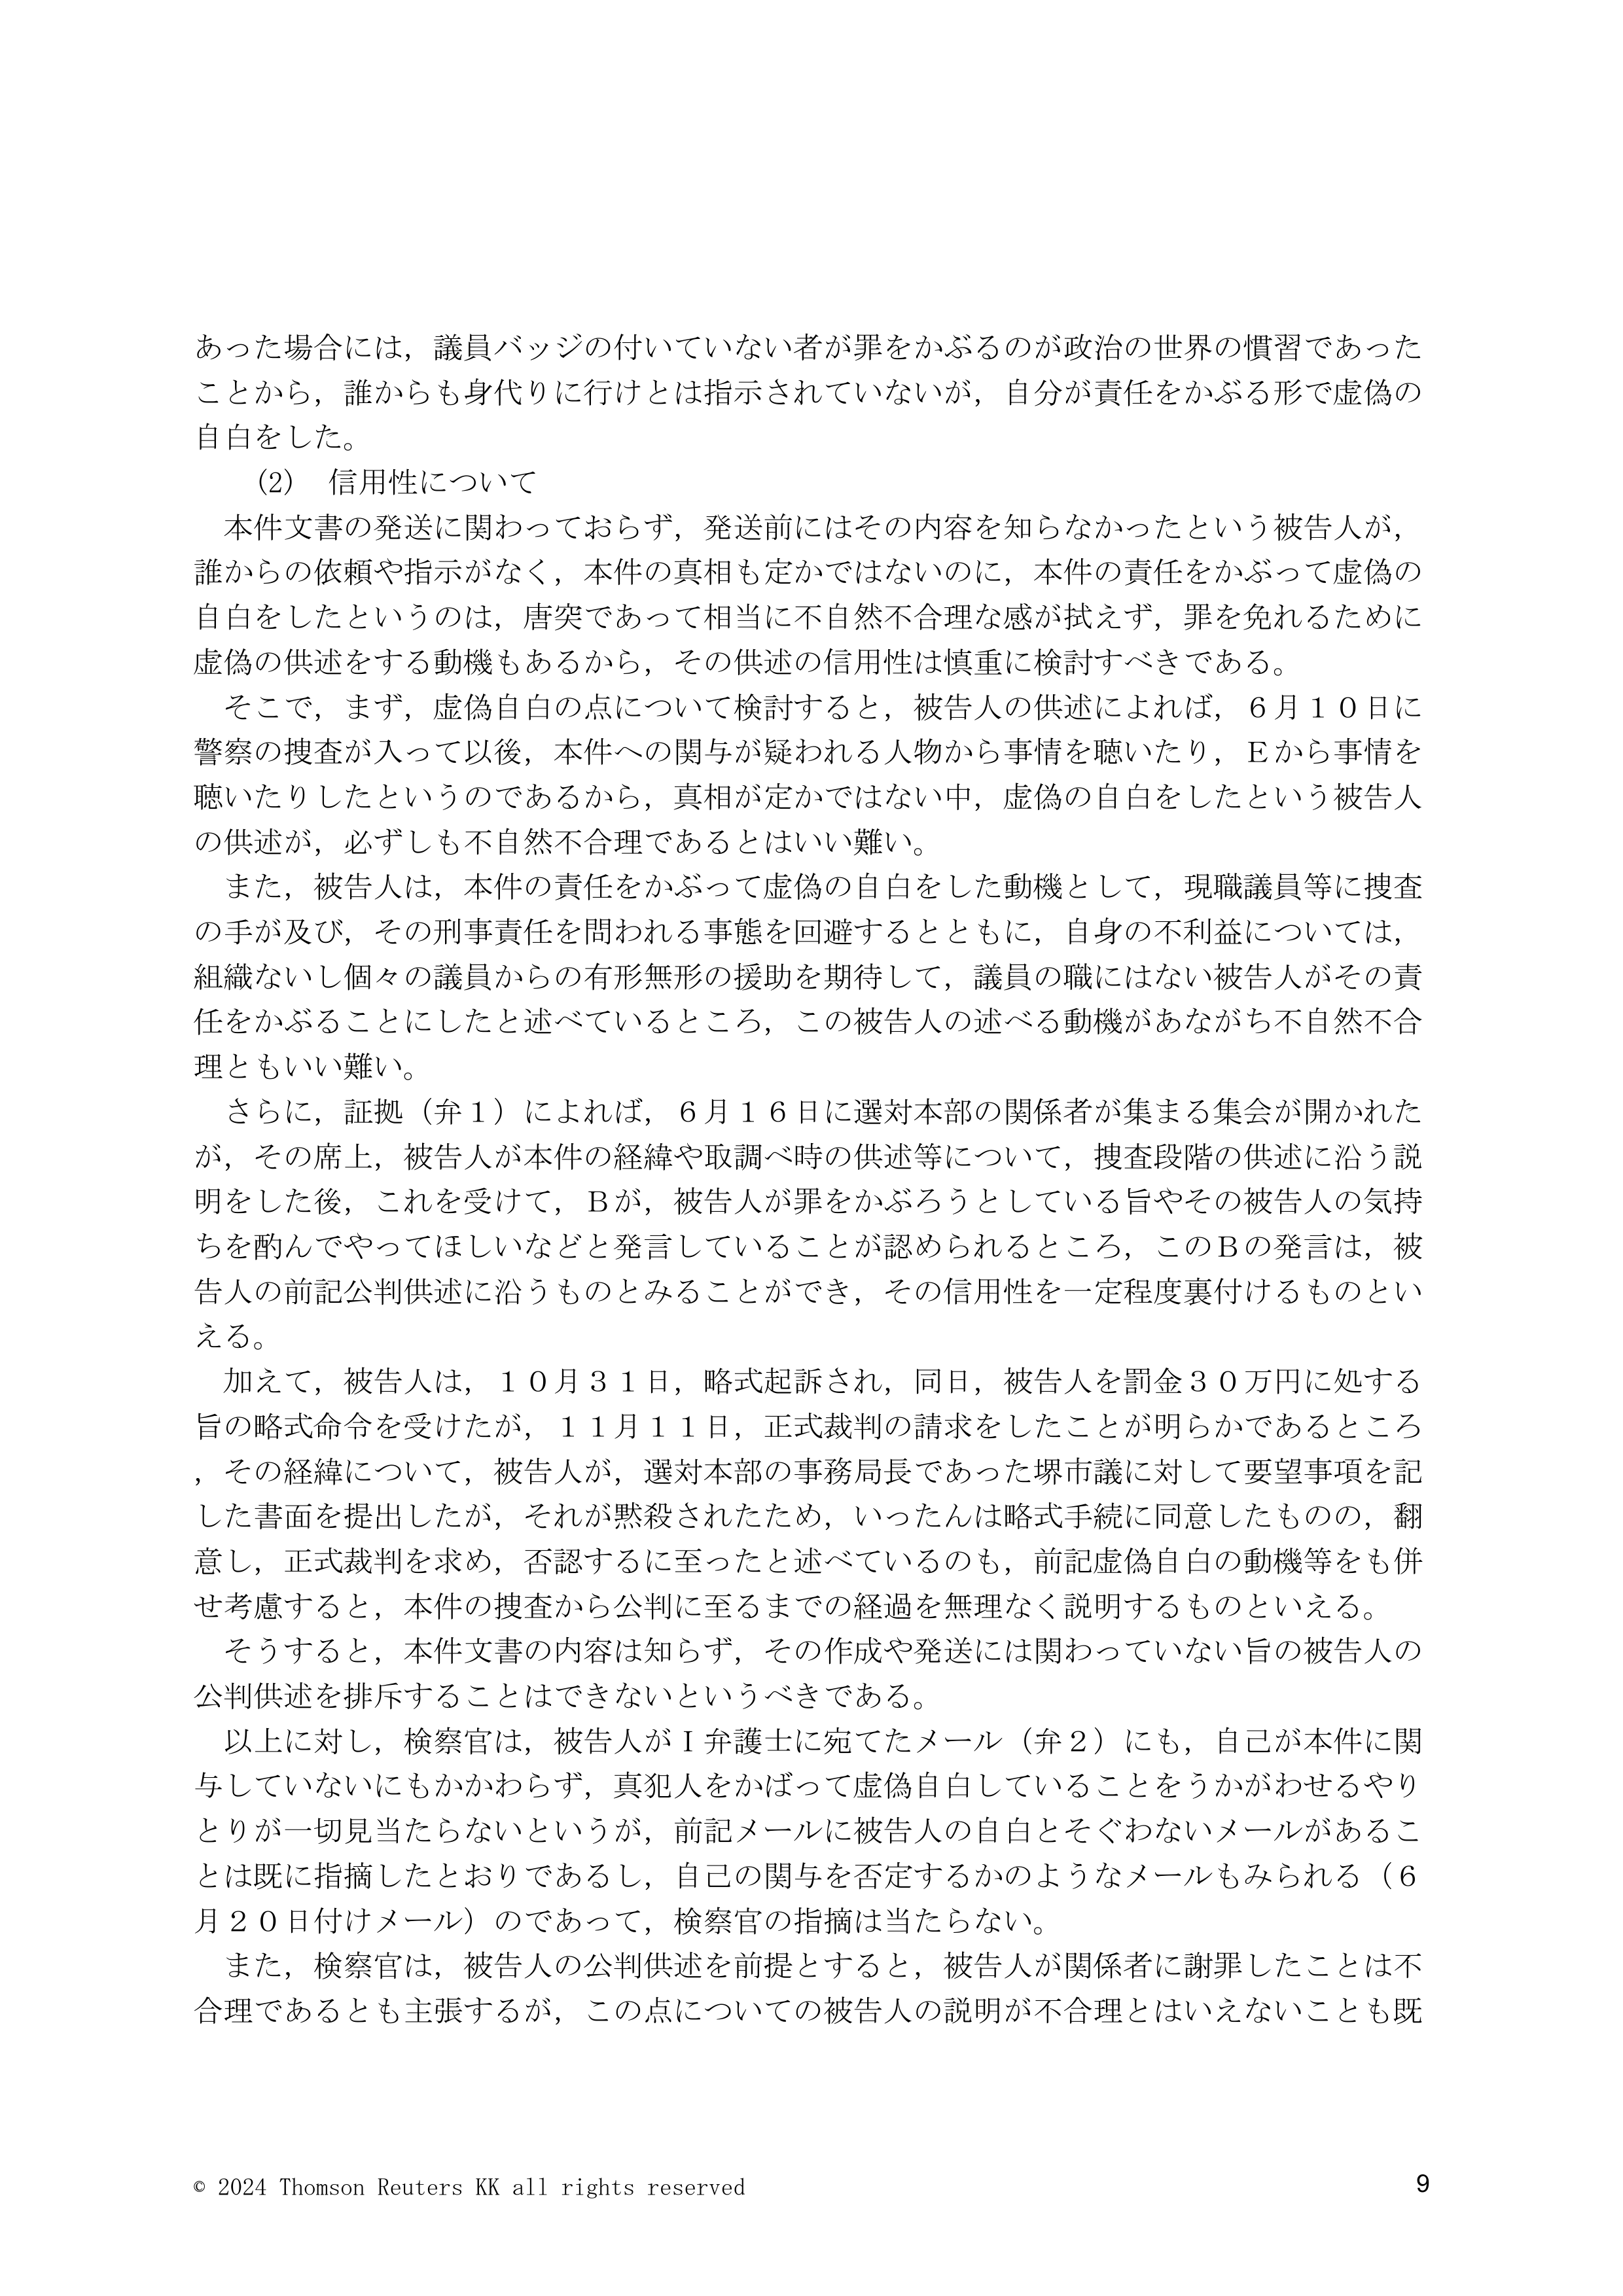 あった場合には，議員バッジの付いていない者が罪をかぶるのが政治の世界の慣習であった
ことから，誰からも身代りに行けとは指示されていないが，自分が責任をかぶる形で虚偽の
自白をした。
　　(2)　信用性について
　本件文書の発送に関わっておらず，発送前にはその内容を知らなかったという被告人が，
誰からの依頼や指示がなく，本件の真相も定かではないのに，本件の責任をかぶって虚偽の
自白をしたというのは，唐突であって相当に不自然不合理な感が拭えず，罪を免れるために
虚偽の供述をする動機もあるから，その供述の信用性は慎重に検討すべきである。
　そこで，まず，虚偽自白の点について検討すると，被告人の供述によれば，６月１０日に
警察の捜査が入って以後，本件への関与が疑われる人物から事情を聴いたり，Ｅから事情を
聴いたりしたというのであるから，真相が定かではない中，虚偽の自白をしたという被告人
の供述が，必ずしも不自然不合理であるとはいい難い。
　また，被告人は，本件の責任をかぶって虚偽の自白をした動機として，現職議員等に捜査
の手が及び，その刑事責任を問われる事態を回避するとともに，自身の不利益については，
組織ないし個々の議員からの有形無形の援助を期待して，議員の職にはない被告人がその責
任をかぶることにしたと述べているところ，この被告人の述べる動機があながち不自然不合
理ともいい難い。
　さらに，証拠（弁１）によれば，６月１６日に選対本部の関係者が集まる集会が開かれた
が，その席上，被告人が本件の経緯や取調べ時の供述等について，捜査段階の供述に沿う説
明をした後，これを受けて，Ｂが，被告人が罪をかぶろうとしている旨やその被告人の気持
ちを酌んでやってほしいなどと発言していることが認められるところ，このＢの発言は，被
告人の前記公判供述に沿うものとみることができ，その信用性を一定程度裏付けるものとい
える。
　加えて，被告人は，１０月３１日，略式起訴され，同日，被告人を罰金３０万円に処する
旨の略式命令を受けたが，１１月１１日，正式裁判の請求をしたことが明らかであるところ
，その経緯について，被告人が，選対本部の事務局長であった堺市議に対して要望事項を記
した書面を提出したが，それが黙殺されたため，いったんは略式手続に同意したものの，翻
意し，正式裁判を求め，否認するに至ったと述べているのも，前記虚偽自白の動機等をも併
せ考慮すると，本件の捜査から公判に至るまでの経過を無理なく説明するものといえる。
　そうすると，本件文書の内容は知らず，その作成や発送には関わっていない旨の被告人の
公判供述を排斥することはできないというべきである。
　以上に対し，検察官は，被告人がＩ弁護士に宛てたメール（弁２）にも，自己が本件に関
与していないにもかかわらず，真犯人をかばって虚偽自白していることをうかがわせるやり
とりが一切見当たらないというが，前記メールに被告人の自白とそぐわないメールがあるこ
とは既に指摘したとおりであるし，自己の関与を否定するかのようなメールもみられる（６
月２０日付けメール）のであって，検察官の指摘は当たらない。
　また，検察官は，被告人の公判供述を前提とすると，被告人が関係者に謝罪したことは不
合理であるとも主張するが，この点についての被告人の説明が不合理とはいえないことも既
© 2024 Thomson Reuters KK all rights reserved
9